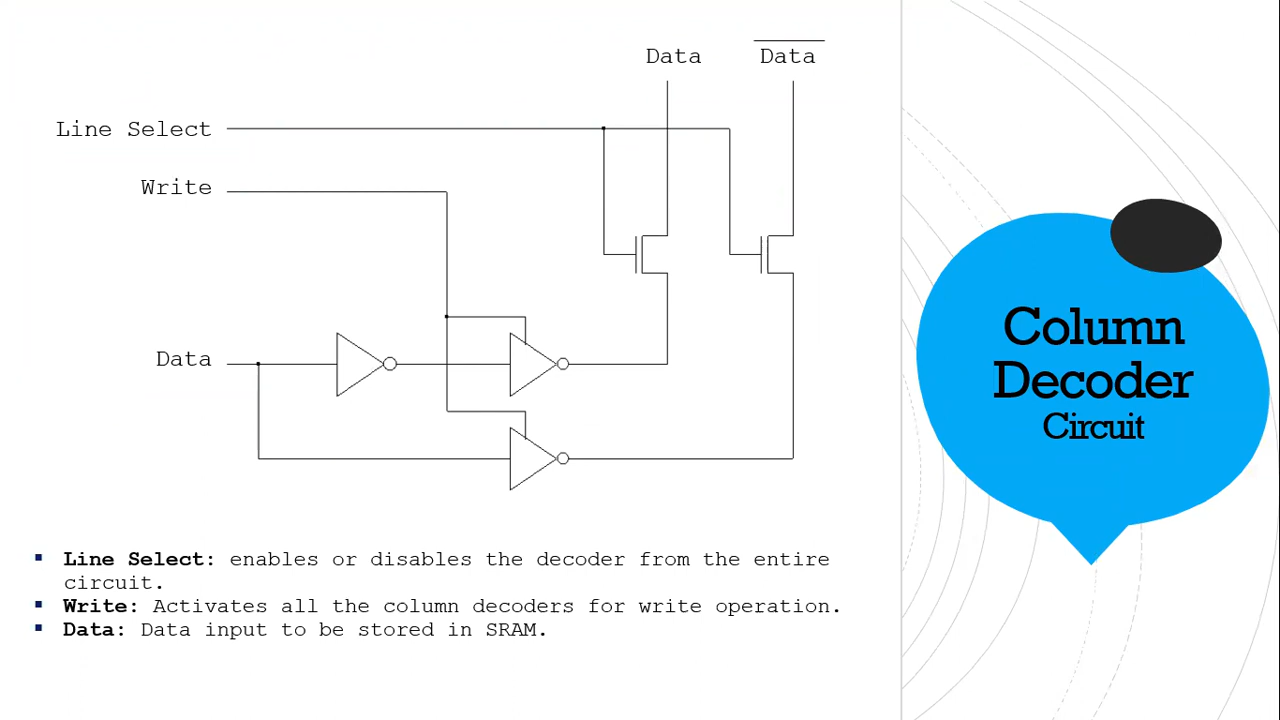 Data
Data
Line Select
Write
Data
Column
Decoder
Circuit
▪ Line Select: enables or disables the decoder from the entire
circuit.
▪ Write: Activates all the column decoders for write operation.
▪ Data: Data input to be stored in SRAM.